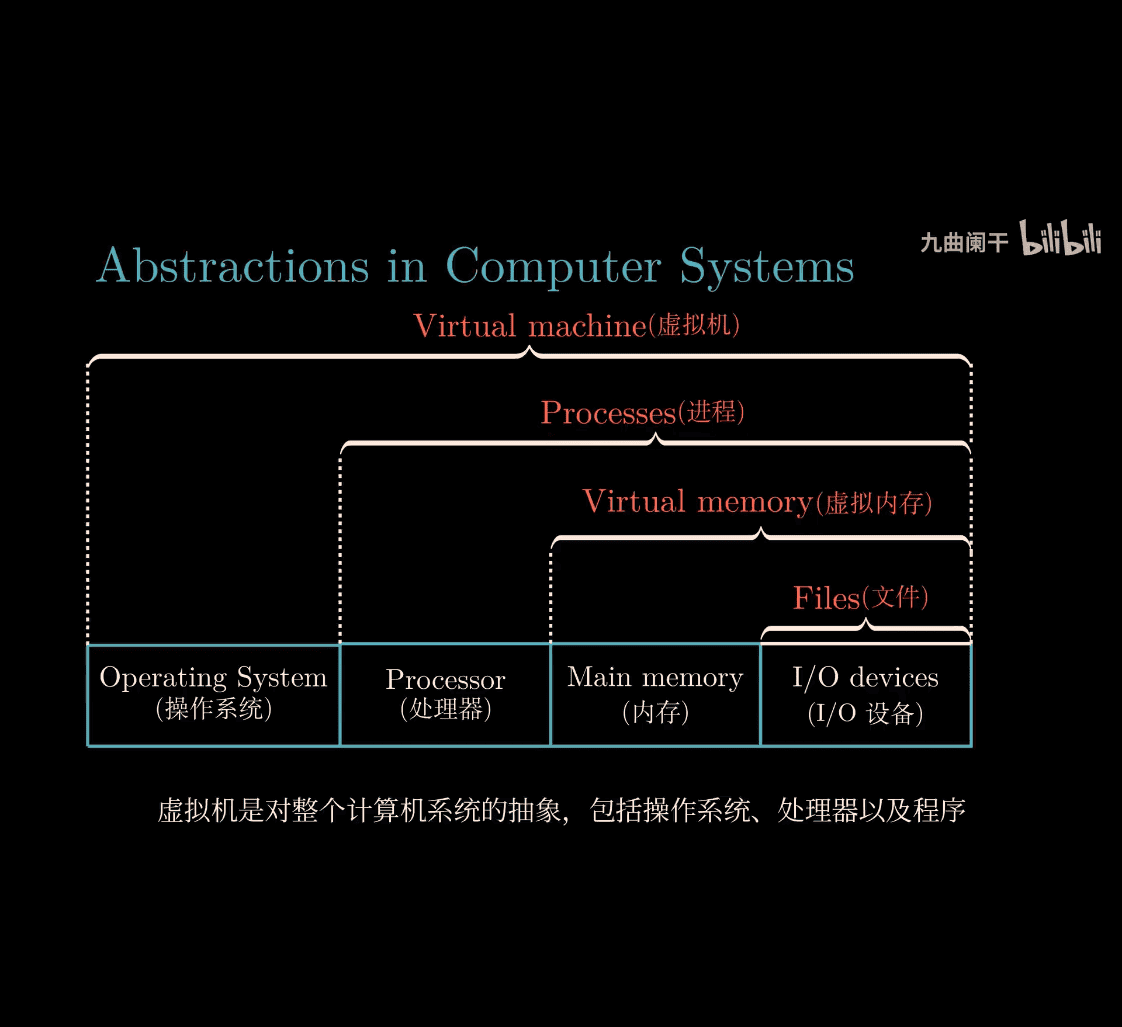 九曲阑干 bilibili
Abstractions in Computer Systems
Virtual machine(虚拟机)
Processes(进程)
Virtual memory(虚拟内存)
Files(文件)
Operating System
(操作系统)
Processor
(处理器)
Main memory
(内存)
I/O devices
(I/O 设备)
虚拟机是对整个计算机系统的抽象，包括操作系统、处理器以及程序